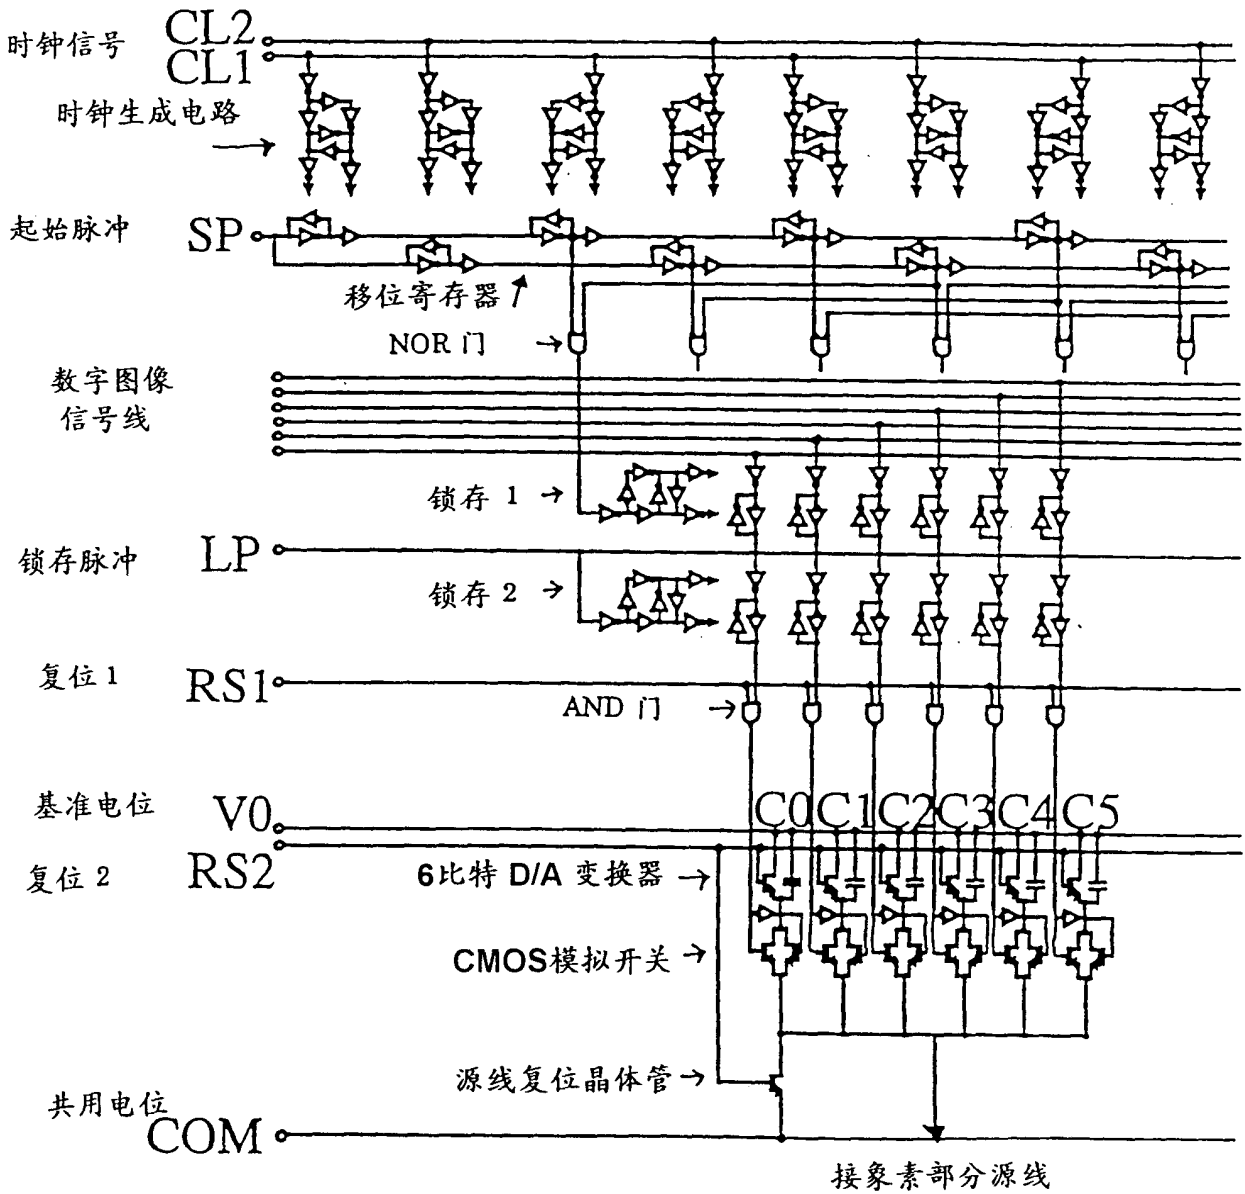 时钟信号 CL2
CL1
时钟生成电路
起始脉冲 SP
移位寄存器
NOR 门
数字图像
信号线
锁存 1
锁存脉冲 LP
锁存 2
复位 1 RS1
AND 门
基准电位 V0 C0 C1 C2 C3 C4 C5
复位 2 RS2
6比特 D/A 变换器
CMOS模拟开关
源线复位晶体管
共用电位
COM
接象素部分源线